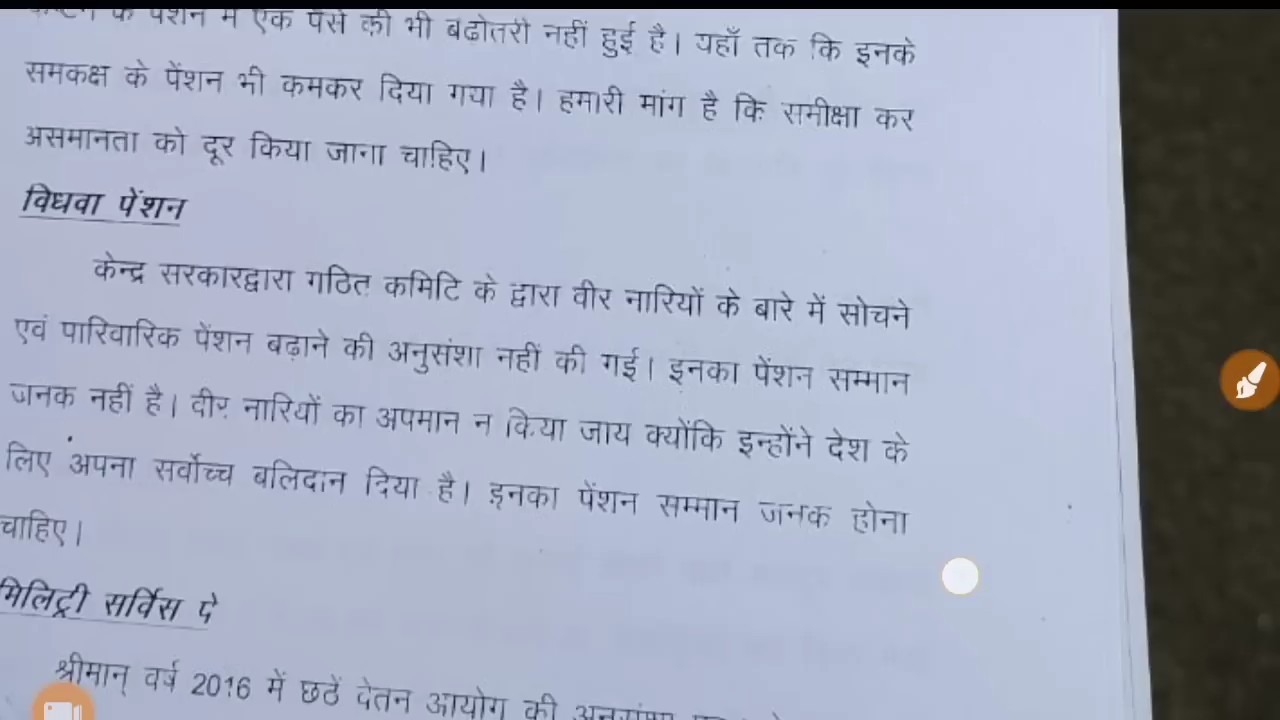 के पेंशन में एक पैसे की भी बढोतरी नहीं हुई है। यहाँ तक कि इनके
समकक्ष के पेंशन भी कमकर दिया गया है। हमारी मांग है कि समीक्षा कर
असमानता को दूर किया जाना चाहिए।
विधवा पेंशन
केन्द्र सरकारद्वारा गठित कमिटि के द्वारा वीर नारियों के बारे में सोचने
एवं पारिवारिक पेंशन बढ़ाने की अनुसंशा नहीं की गई। इनका पेंशन सम्मान
जनक नहीं है। वीर नारियों का अपमान न किया जाय क्योंकि इन्होंने देश के
लिए अपना सर्वोच्च बलिदान दिया है। इनका पेंशन सम्मान जनक होना
चाहिए।
मिलिट्री सर्विस पे
श्रीमान् वर्ष 2016 में छठें वेतन आयोग की